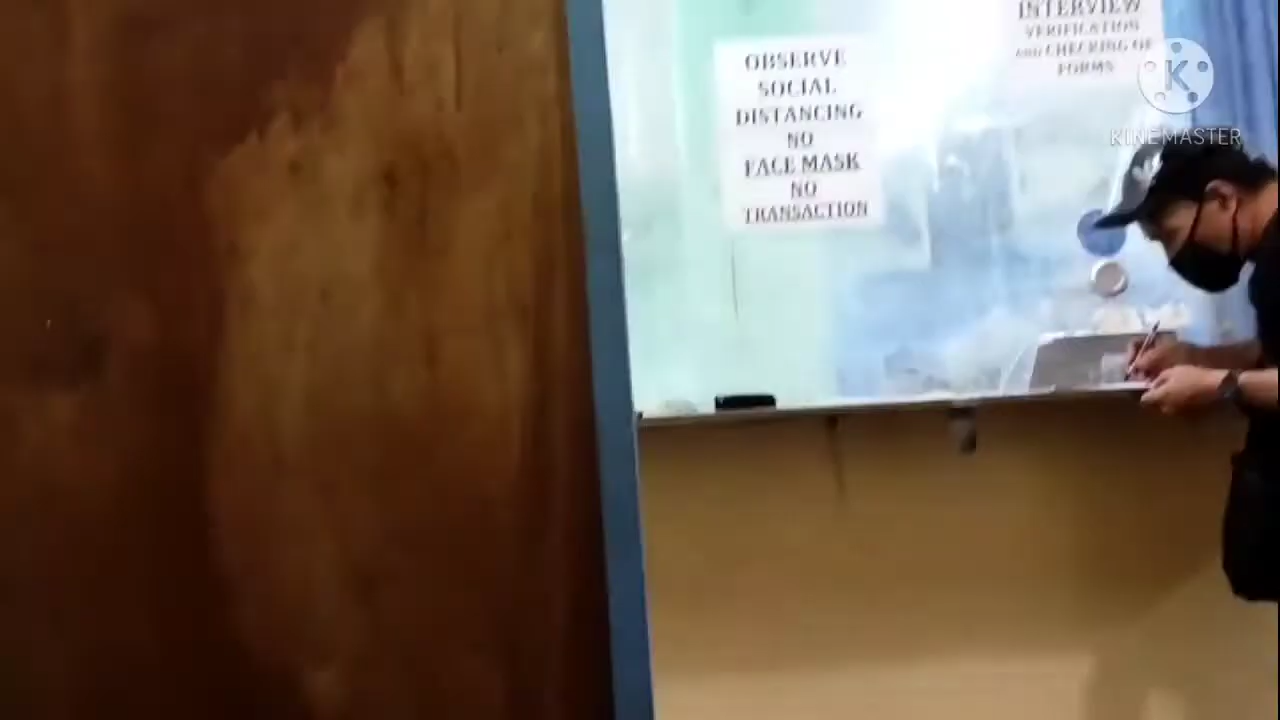 OBSERVE
SOCIAL
DISTANCING
NO
FACE MASK
NO
TRANSACTION
INTERVIEW
VERIFICATION
AND CHECKING OF
FORMS
K
KINEMASTER